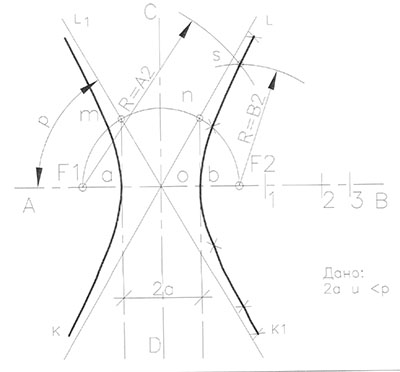 C
L₁
L
S
R=A2
R=B2
p
m
n
F1
a
o
b
F2
A
1
2
3
B
2a
Дано:
2a и <p
K
K1
D